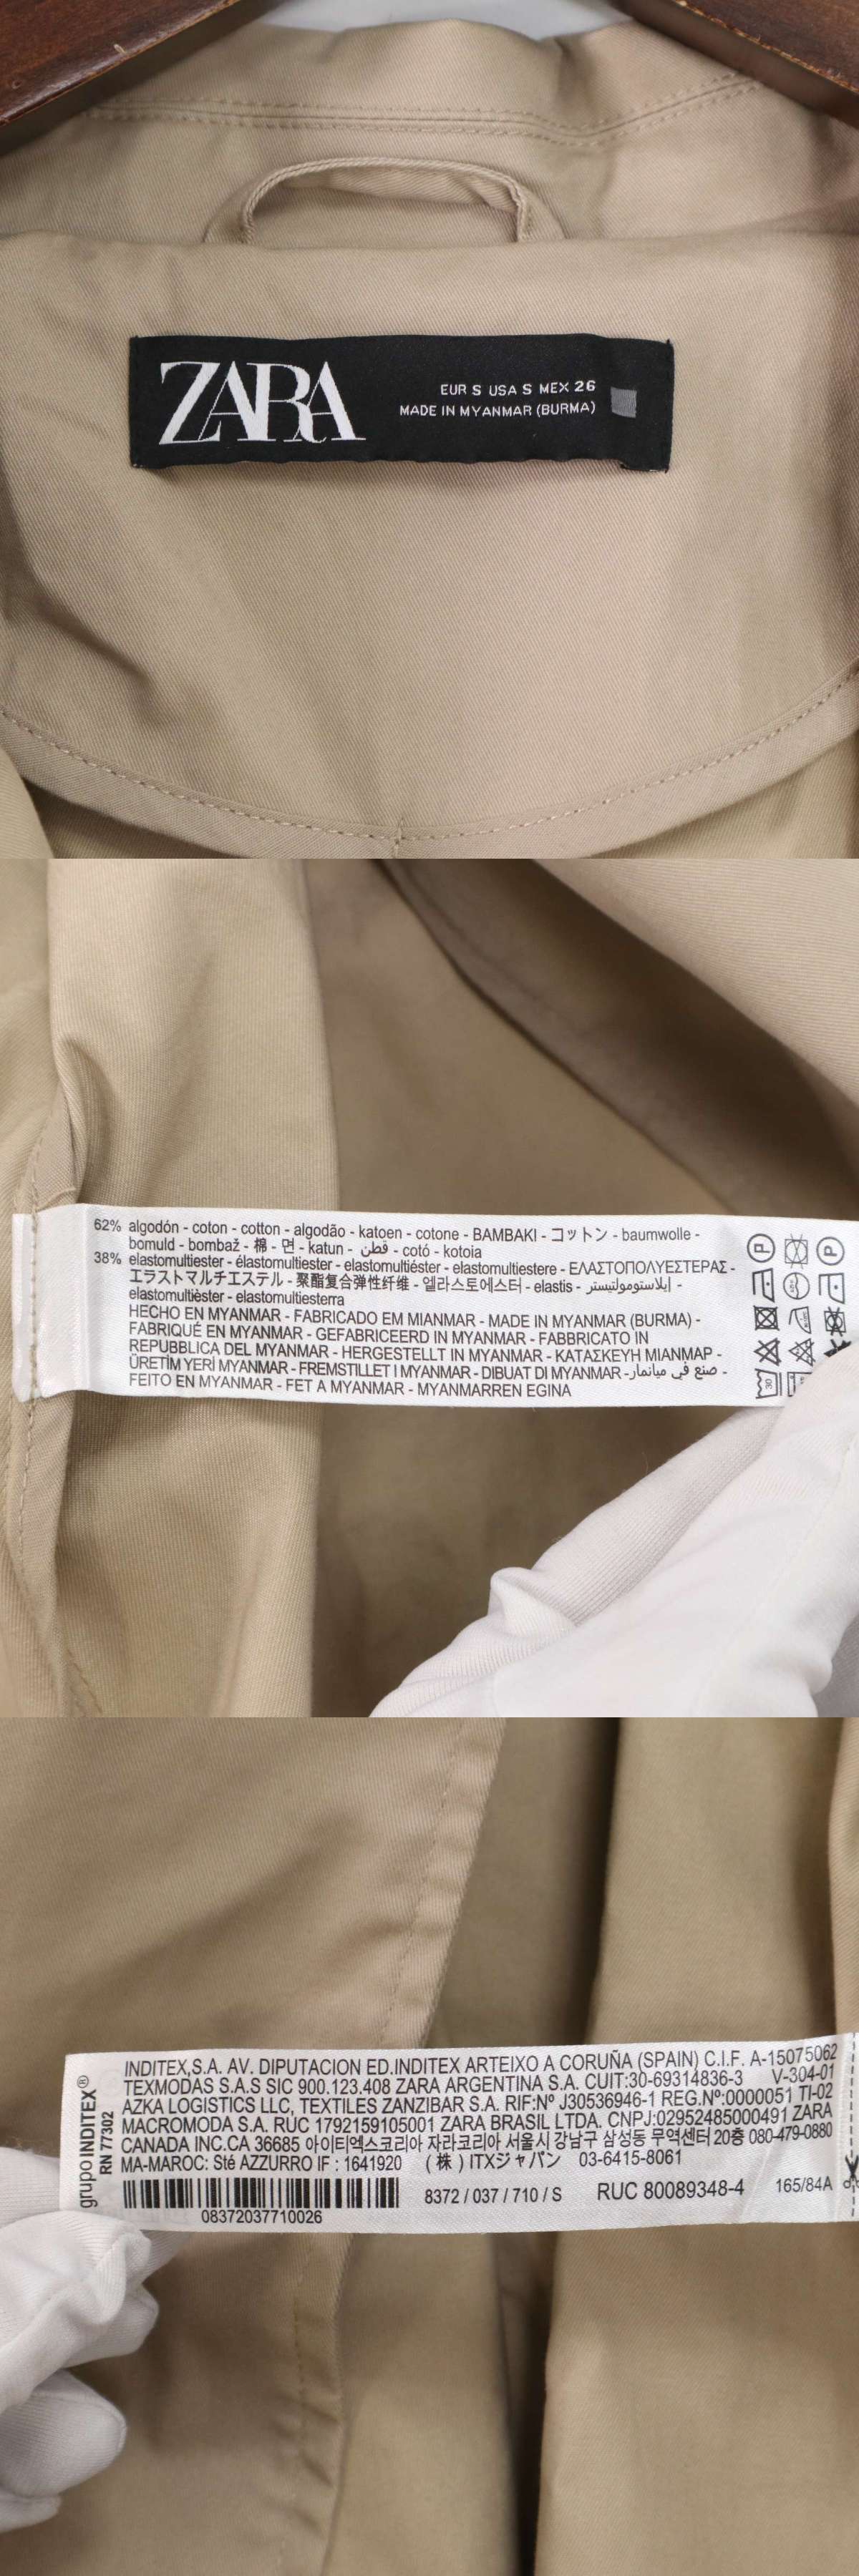 ZARA
EUR S USA S MEX 26
MADE IN MYANMAR (BURMA)
62% algodón - coton - cotton - algodão - katoen - cotone - BAMBAKI - コットン - baumwolle -
bomuld - bombaž - 棉 - 면 - katun - قطن - cotó - kotoia
38% elastomultiester - élastomultiester - elastomultiéster - elastomultiestere - ΕΛΑΣΤΟΠΟΛΥΕΣΤΕΡΑΣ -
エラストマルチエステル - 聚酯复合弹性纤维 - 엘라스토에스터 - elastis - إيلاستومولتيستر -
elastomultièster - elastomultiesterra
HECHO EN MYANMAR - FABRICADO EM MIANMAR - MADE IN MYANMAR (BURMA) -
FABRIQUÉ EN MYANMAR - GEFABRICEERD IN MYANMAR - FABBRICATO IN
REPUBBLICA DEL MYANMAR - HERGESTELLT IN MYANMAR - ΚΑΤΑΣΚΕΥΗ ΜΙΑΝΜΑΡ -
ÜRETİM YERİ MYANMAR - FREMSTILLET I MYANMAR - DIBUAT DI MYANMAR - صنع في ميانمار -
FEITO EN MYANMAR - FET A MYANMAR - MYANMARREN EGINA
grupo INDITEX®
RN 77302
INDITEX,S.A. AV. DIPUTACION ED.INDITEX ARTEIXO A CORUÑA (SPAIN) C.I.F. A-15075062
TEXMODAS S.A.S SIC 900.123.408 ZARA ARGENTINA S.A. CUIT:30-69314836-3 V-304-01
AZKA LOGISTICS LLC, TEXTILES ZANZIBAR S.A. RIF:Nº J30536946-1 REG.Nº:0000051 TI-02
MACROMODA S.A. RUC 1792159105001 ZARA BRASIL LTDA. CNPJ:02952485000491 ZARA
CANADA INC.CA 36685 아이티엑스코리아 자라코리아 서울시 강남구 삼성동 무역센터 20층 080-479-0880
MA-MAROC: Sté AZZURRO IF : 1641920 (株) ITXジャパン 03-6415-8061
8372 / 037 / 710 / S RUC 80089348-4 165/84A
08372037710026